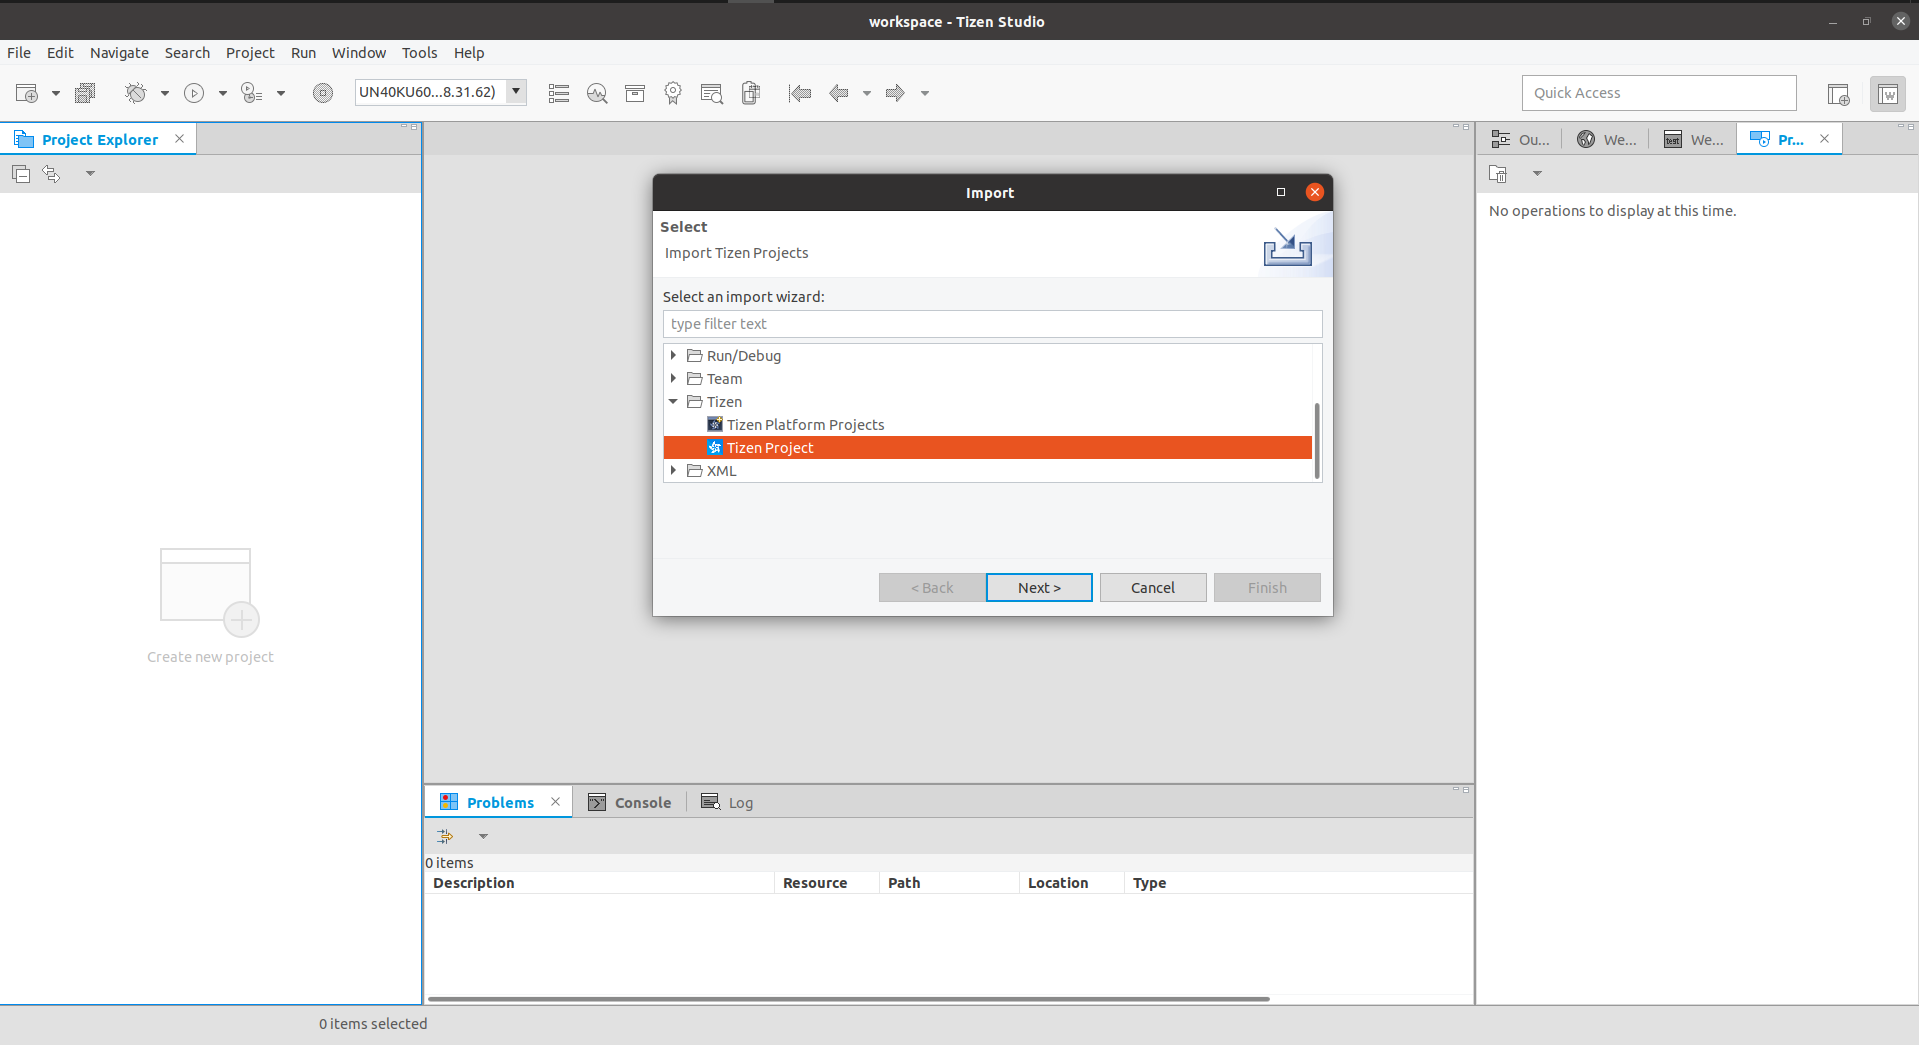 workspace - Tizen Studio
File Edit Navigate Search Project Run Window Tools Help
UN40KU60...8.31.62)
Quick Access
Project Explorer
Ou...
We...
test
We...
Pr...
No operations to display at this time.
Import
Select
Import Tizen Projects
Select an import wizard:
type filter text
Run/Debug
Team
Tizen
Tizen Platform Projects
Tizen Project
XML
< Back
Next >
Cancel
Finish
Create new project
Problems
Console
Log
0 items
Description Resource Path Location Type
0 items selected